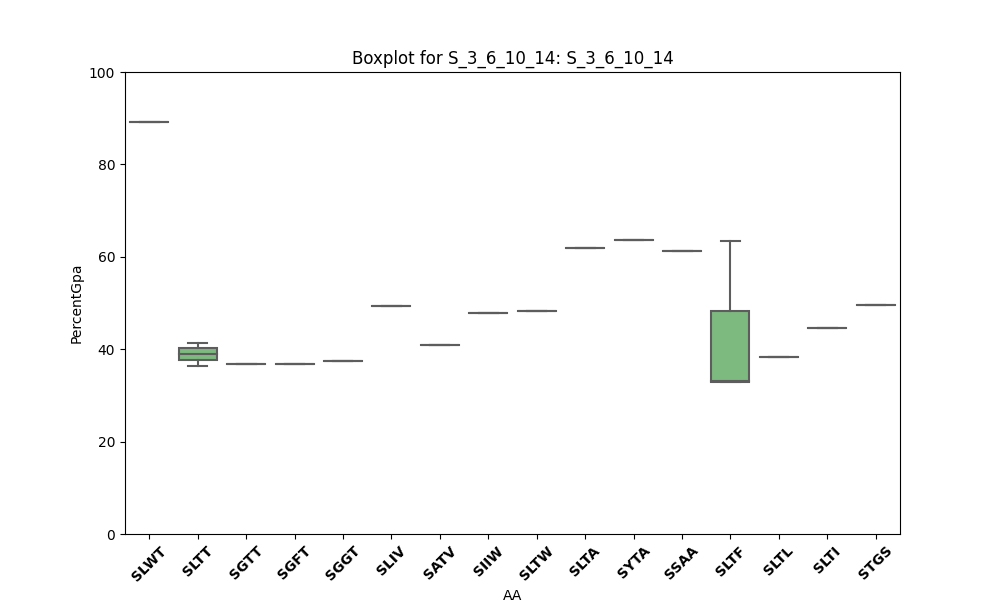 Boxplot for S_3_6_10_14: S_3_6_10_14
100
80
60
40
20
0
PercentGpa
SLWT
SLTT
SGTT
SGFT
SGGT
SLIV
SATV
SIIW
SLTW
SLTA
SYTA
SSAA
SLTF
SLTL
SLTI
STGS
AA